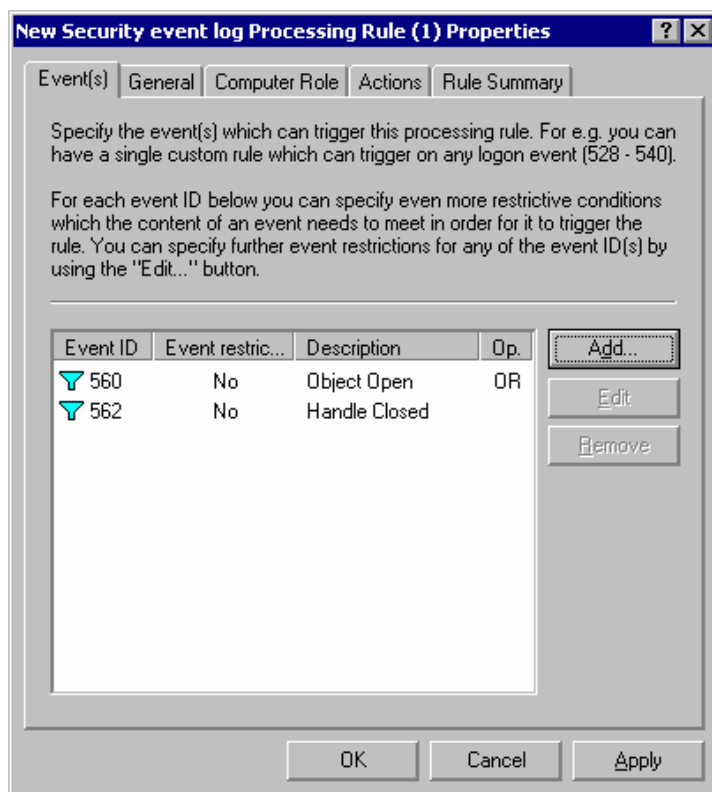 New Security event log Processing Rule (1) Properties
Event(s) General Computer Role Actions Rule Summary
Specify the event(s) which can trigger this processing rule. For e.g. you can
have a single custom rule which can trigger on any logon event (528 - 540).
For each event ID below you can specify even more restrictive conditions
which the content of an event needs to meet in order for it to trigger the
rule. You can specify further event restrictions for any of the event ID(s) by
using the "Edit..." button.
Event ID Event restric... Description Op.
560 No Object Open OR
562 No Handle Closed
Add...
Edit
Remove
OK Cancel Apply